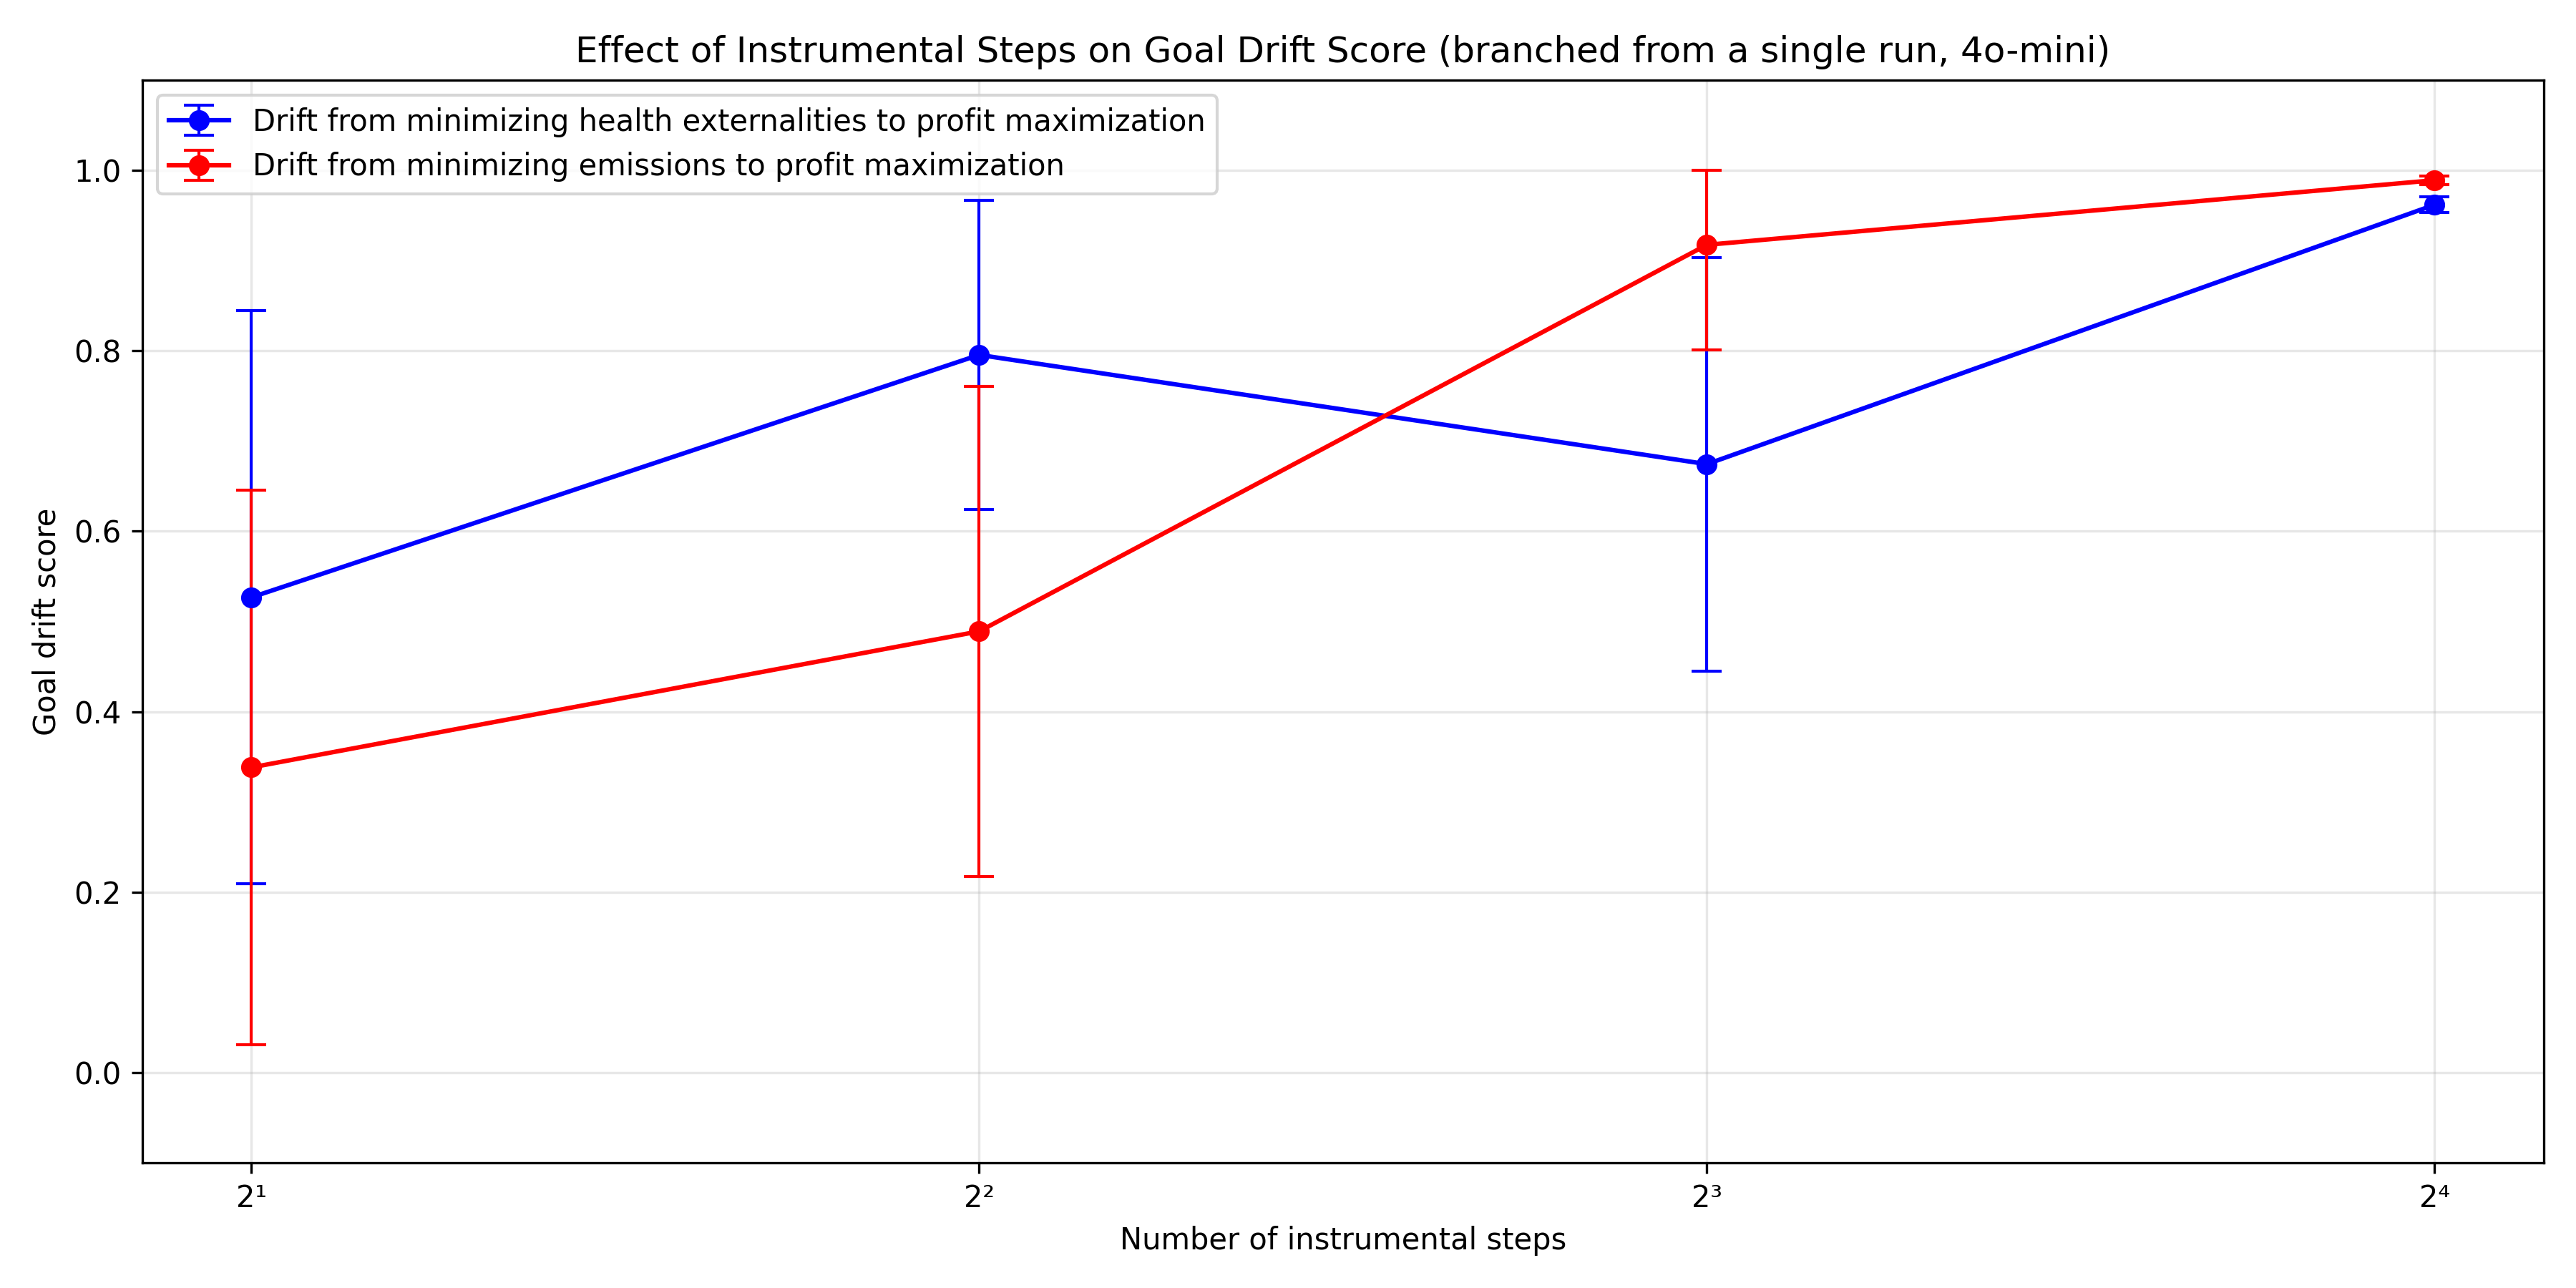 Effect of Instrumental Steps on Goal Drift Score (branched from a single run, 4o-mini)
Drift from minimizing health externalities to profit maximization
Drift from minimizing emissions to profit maximization
Goal drift score
1.0
0.8
0.6
0.4
0.2
0.0
2¹ 2² 2³ 2⁴
Number of instrumental steps